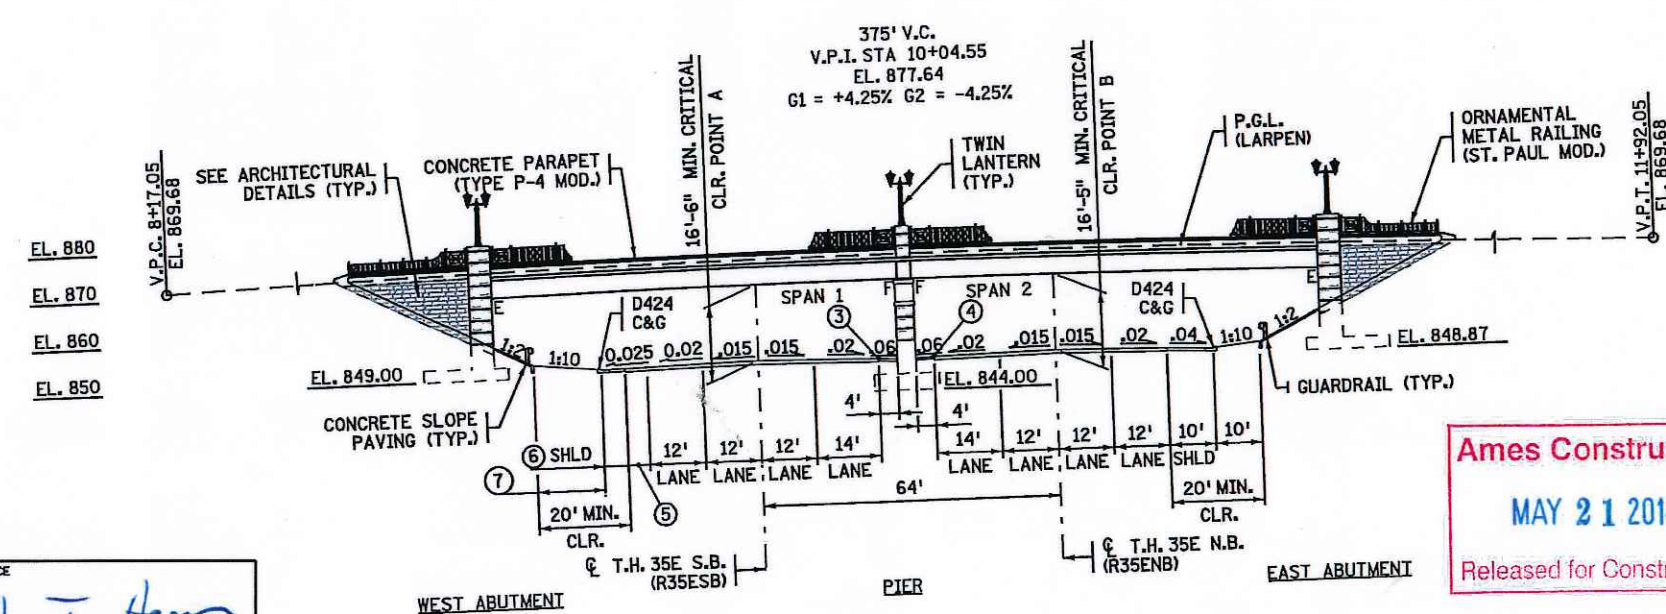 375' V.C.
V.P.I. STA 10+04.55
EL. 877.64
G1 = +4.25% G2 = -4.25%
V.P.C. 8+17.05
EL. 869.68
SEE ARCHITECTURAL
DETAILS (TYP.)
CONCRETE PARAPET
(TYPE P-4 MOD.)
16'-6" MIN. CRITICAL
CLR. POINT A
TWIN
LANTERN
(TYP.)
16'-5" MIN. CRITICAL
CLR. POINT B
P.G.L.
(LARPEN)
ORNAMENTAL
METAL RAILING
(ST. PAUL MOD.)
V.P.T. 11+92.05
EL. 869.68
EL. 880
EL. 870
EL. 860
EL. 850
E
SPAN 1
F
F
SPAN 2
E
D424
C&G
3
4
D424
C&G
1:2
1:10
0.025
0.02
.015
.015
.02
.06
.06
.02
.015
.015
.02
.04
1:10
1:2
EL. 849.00
EL. 844.00
EL. 848.87
CONCRETE SLOPE
PAVING (TYP.)
GUARDRAIL (TYP.)
4'
4'
6 SHLD
12'
LANE
12'
LANE
12'
LANE
14'
LANE
14'
LANE
12'
LANE
12'
LANE
12'
LANE
10'
SHLD
10'
7
5
64'
20' MIN.
CLR.
20' MIN.
CLR.
℄ T.H. 35E S.B.
(R35ESB)
℄ T.H. 35E N.B.
(R35ENB)
WEST ABUTMENT
PIER
EAST ABUTMENT
Ames Constru
MAY 21 201
Released for Constr